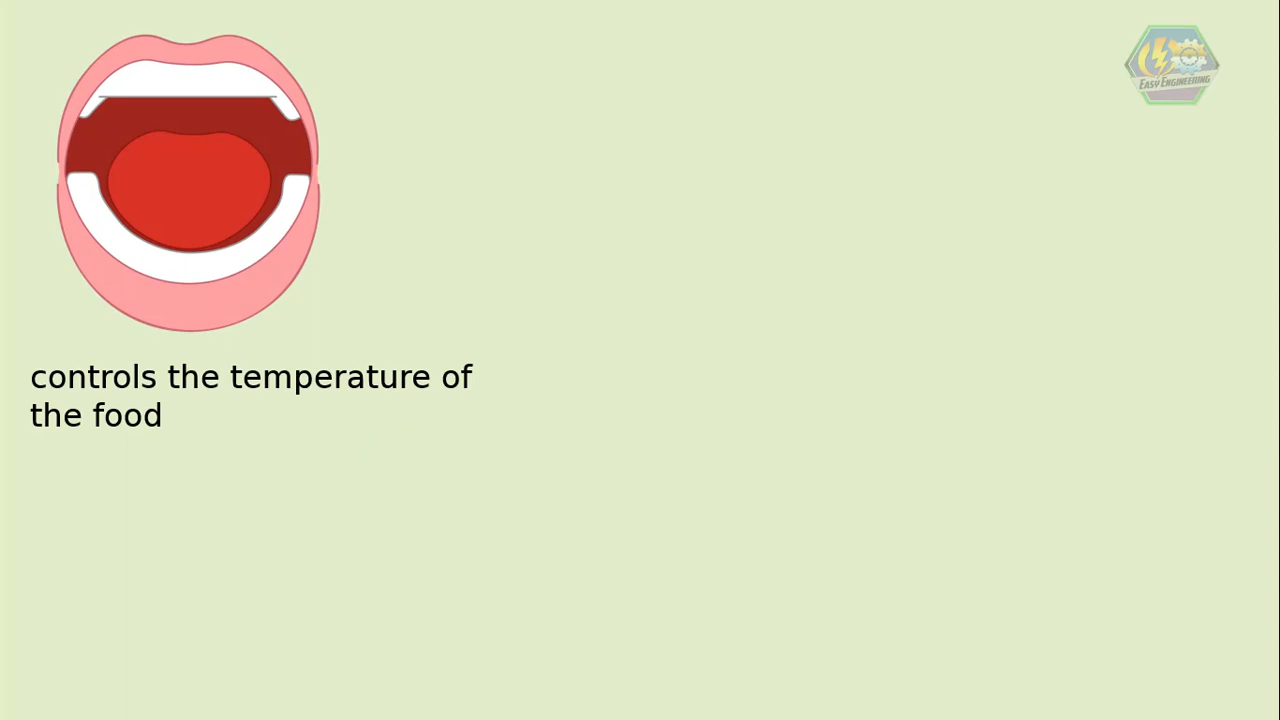 EASY ENGINEERING
controls the temperature of
the food